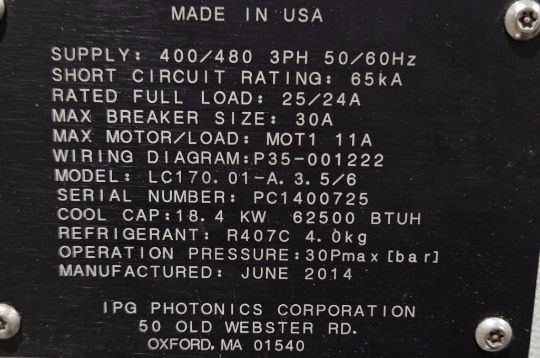 MADE IN USA
SUPPLY: 400/480 3PH 50/60Hz
SHORT CIRCUIT RATING: 65kA
RATED FULL LOAD: 25/24A
MAX BREAKER SIZE: 30A
MAX MOTOR/LOAD: MOT1 11A
WIRING DIAGRAM:P35-001222
MODEL: LC170.01-A.3.5/6
SERIAL NUMBER: PC1400725
COOL CAP:18.4 KW 62500 BTUH
REFRIGERANT: R407C 4.0kg
OPERATION PRESSURE:30Pmax [bar]
MANUFACTURED: JUNE 2014
IPG PHOTONICS CORPORATION
50 OLD WEBSTER RD.
OXFORD, MA 01540